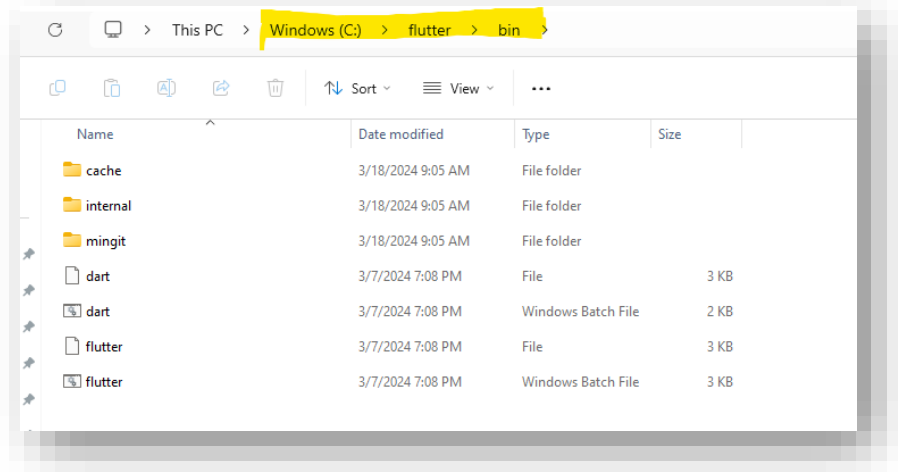 This PC > Windows (C:) > flutter > bin >
Sort View ...
Name Date modified Type Size
cache 3/18/2024 9:05 AM File folder
internal 3/18/2024 9:05 AM File folder
mingit 3/18/2024 9:05 AM File folder
dart 3/7/2024 7:08 PM File 3 KB
dart 3/7/2024 7:08 PM Windows Batch File 2 KB
flutter 3/7/2024 7:08 PM File 3 KB
flutter 3/7/2024 7:08 PM Windows Batch File 3 KB